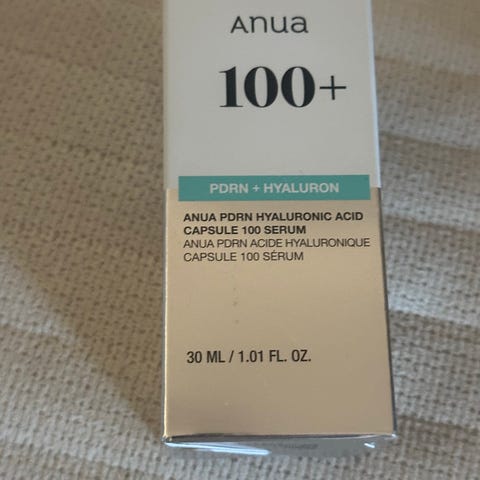 Anua
100+
PDRN + HYALURON
ANUA PDRN HYALURONIC ACID
CAPSULE 100 SERUM
ANUA PDRN ACIDE HYALURONIQUE
CAPSULE 100 SÉRUM
30 ML / 1.01 FL. OZ.